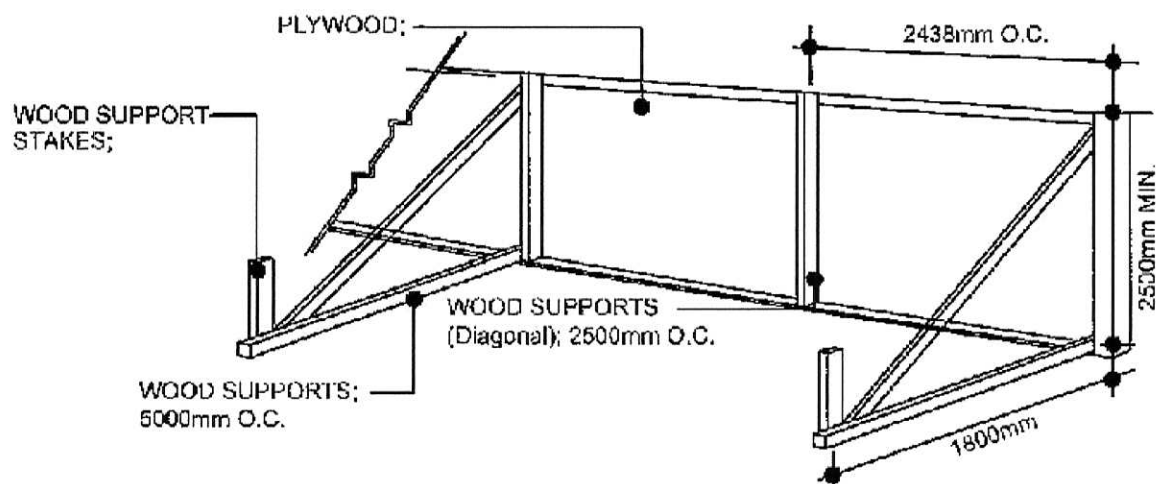 PLYWOOD;
2438mm O.C.
WOOD SUPPORT
STAKES;
2500mm MIN.
WOOD SUPPORTS
(Diagonal); 2500mm O.C.
WOOD SUPPORTS;
5000mm O.C.
1800mm